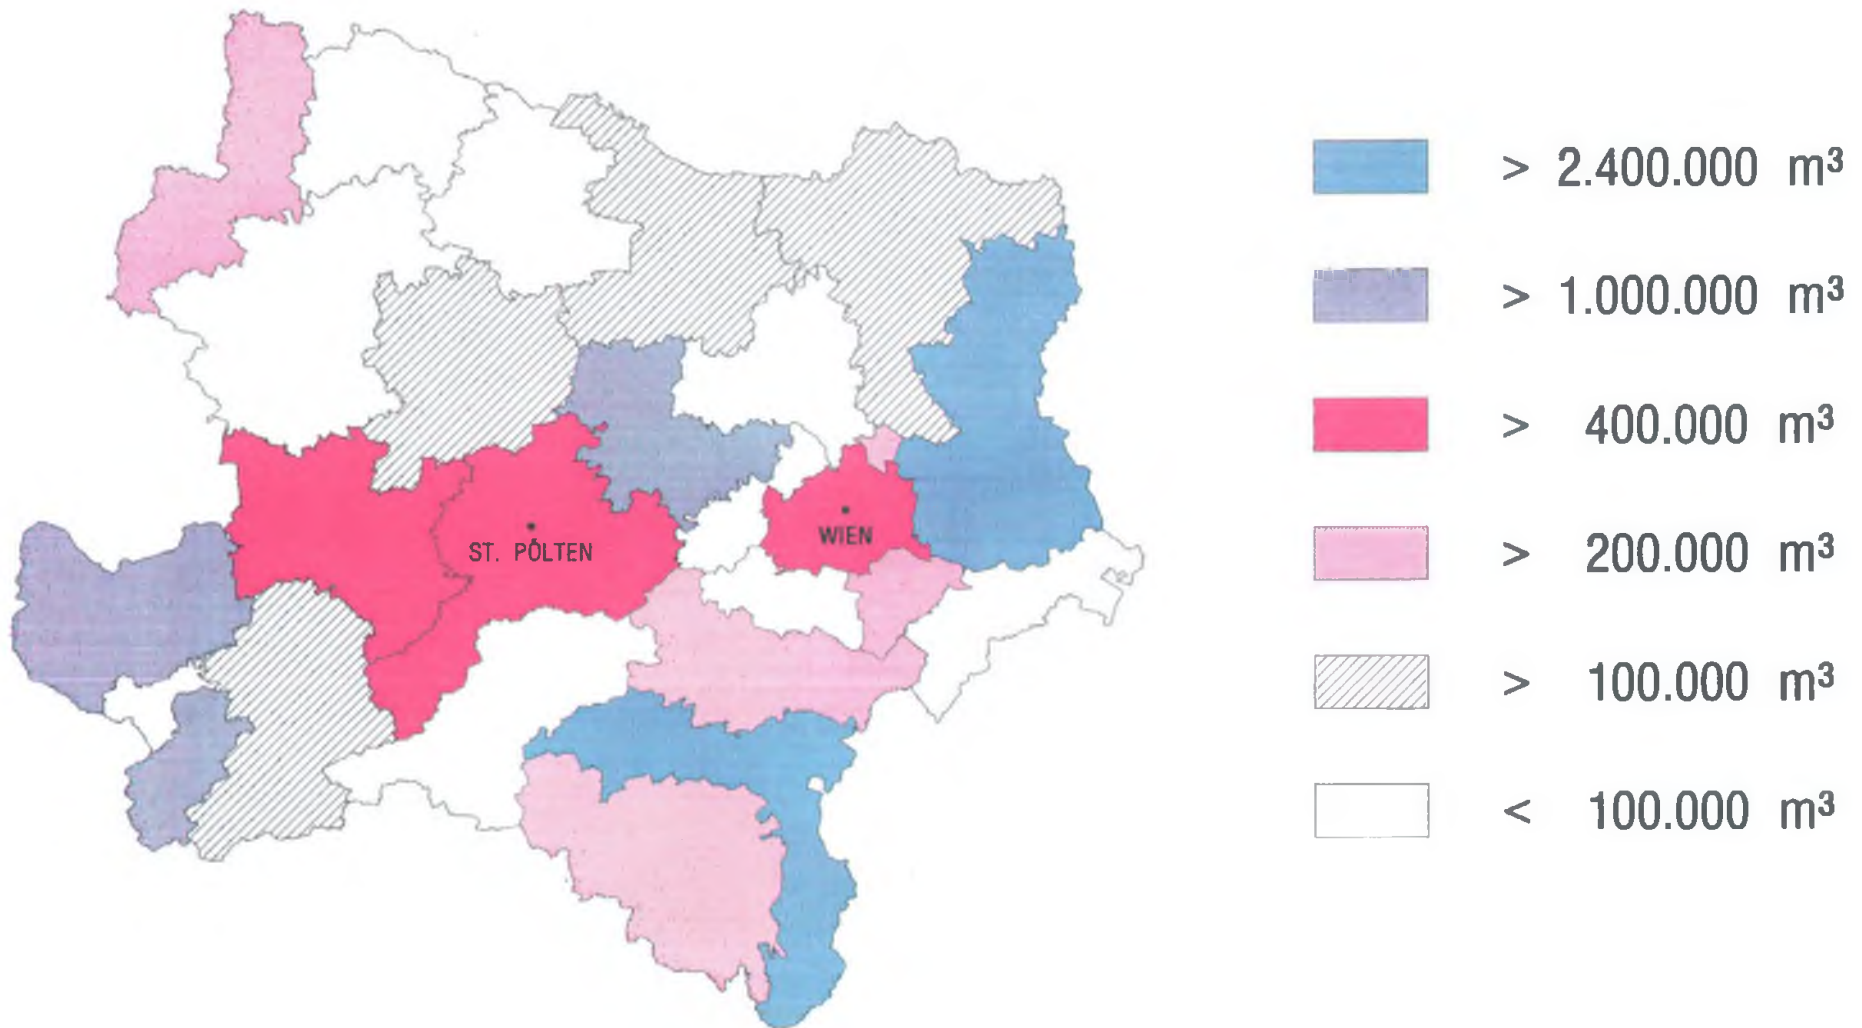 > 2.400.000 m³
> 1.000.000 m³
> 400.000 m³
> 200.000 m³
> 100.000 m³
< 100.000 m³
ST. PÖLTEN
WIEN